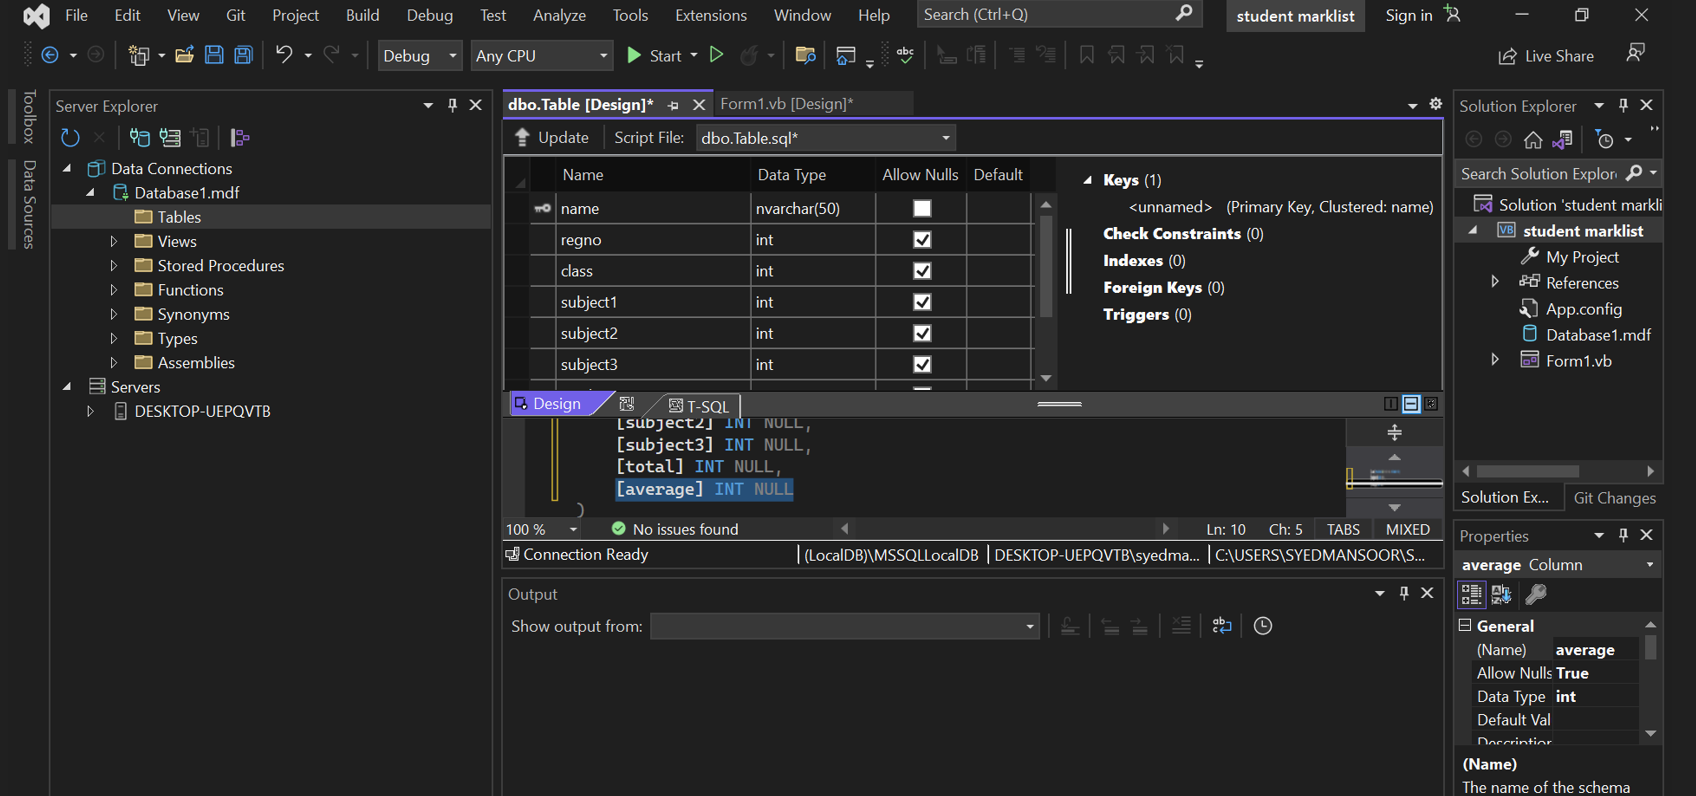 File Edit View Git Project Build Debug Test Analyze Tools Extensions Window Help Search (Ctrl+Q) student marklist Sign in
Debug Any CPU Start Live Share
Toolbox
Data Sources
Server Explorer
Data Connections
Database1.mdf
Tables
Views
Stored Procedures
Functions
Synonyms
Types
Assemblies
Servers
DESKTOP-UEPQVTB
dbo.Table [Design]* Form1.vb [Design]*
Update Script File: dbo.Table.sql*
Name Data Type Allow Nulls Default
name nvarchar(50)
regno int
class int
subject1 int
subject2 int
subject3 int
Keys (1)
<unnamed> (Primary Key, Clustered: name)
Check Constraints (0)
Indexes (0)
Foreign Keys (0)
Triggers (0)
Design T-SQL
[subject2] INT NULL,
[subject3] INT NULL,
[total] INT NULL,
[average] INT NULL
)
100 % No issues found Ln: 10 Ch: 5 TABS MIXED
Connection Ready (LocalDB)\MSSQLLocalDB DESKTOP-UEPQVTB\syedma... C:\USERS\SYEDMANSOOR\S...
Output
Show output from:
Solution Explorer
Search Solution Explor
Solution 'student markli
student marklist
My Project
References
App.config
Database1.mdf
Form1.vb
Solution Ex... Git Changes
Properties
average Column
General
(Name) average
Allow Nulls True
Data Type int
Default Val
Description
(Name)
The name of the schema